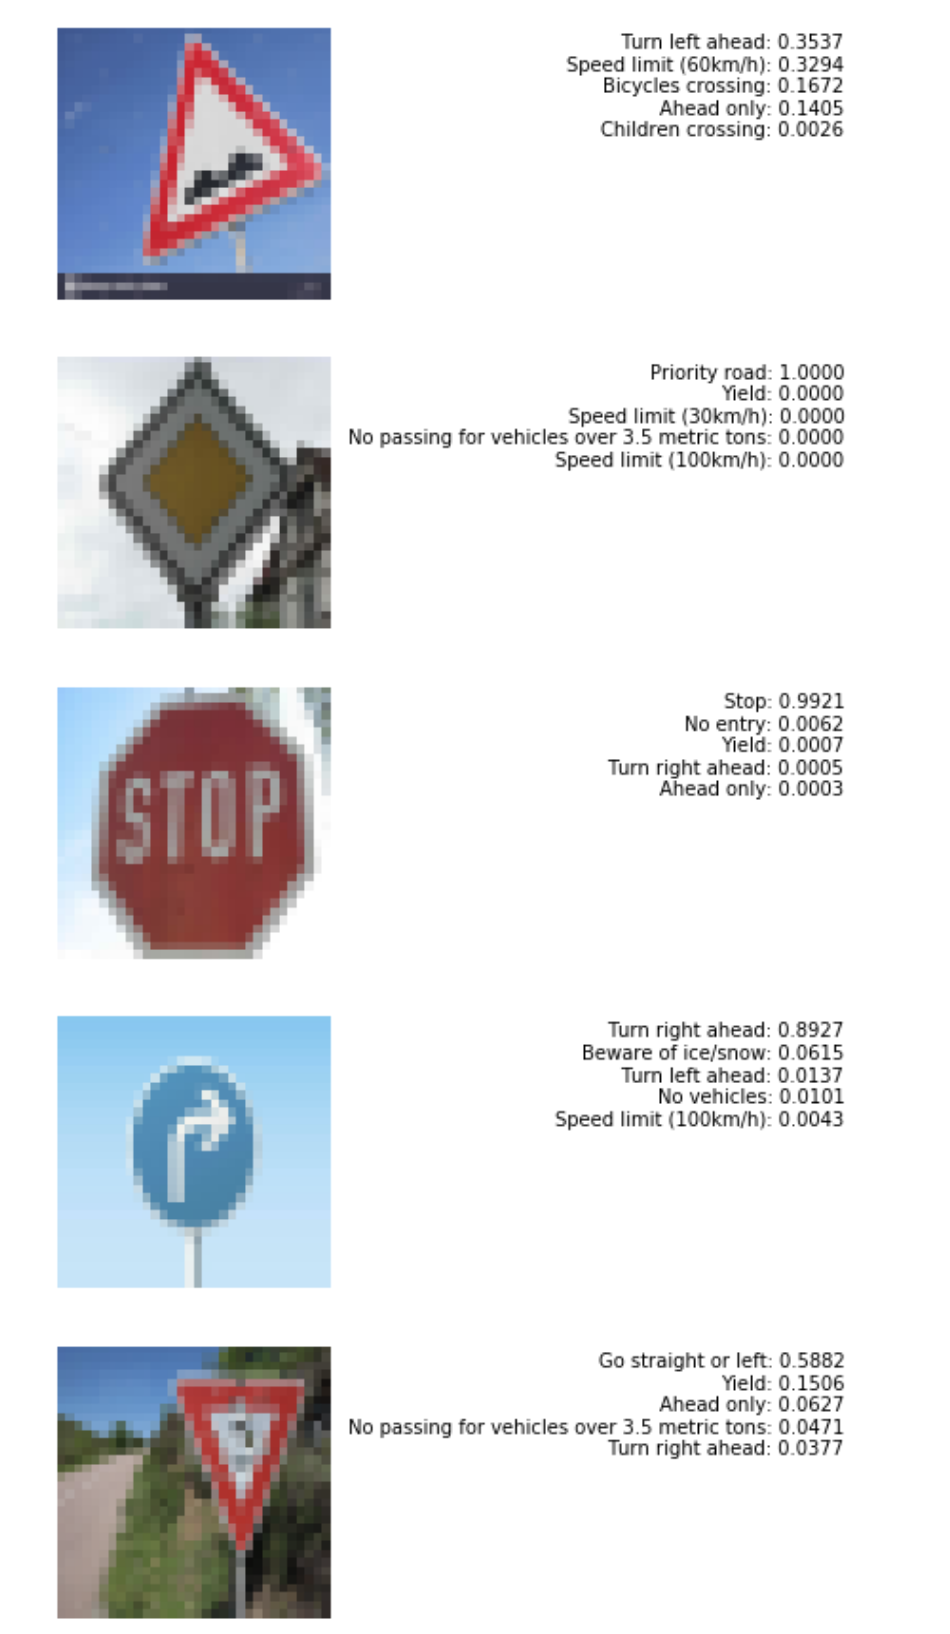 Turn left ahead: 0.3537
Speed limit (60km/h): 0.3294
Bicycles crossing: 0.1672
Ahead only: 0.1405
Children crossing: 0.0026
Priority road: 1.0000
Yield: 0.0000
Speed limit (30km/h): 0.0000
No passing for vehicles over 3.5 metric tons: 0.0000
Speed limit (100km/h): 0.0000
STOP
Stop: 0.9921
No entry: 0.0062
Yield: 0.0007
Turn right ahead: 0.0005
Ahead only: 0.0003
Turn right ahead: 0.8927
Beware of ice/snow: 0.0615
Turn left ahead: 0.0137
No vehicles: 0.0101
Speed limit (100km/h): 0.0043
Go straight or left: 0.5882
Yield: 0.1506
Ahead only: 0.0627
No passing for vehicles over 3.5 metric tons: 0.0471
Turn right ahead: 0.0377